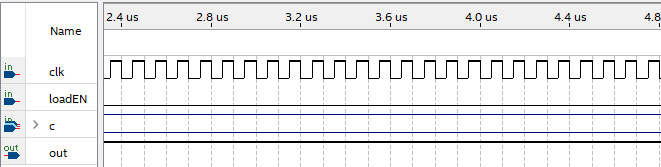 2.4 us 2.8 us 3.2 us 3.6 us 4.0 us 4.4 us 4.8
Name
in clk
in loadEN
in > c
out out